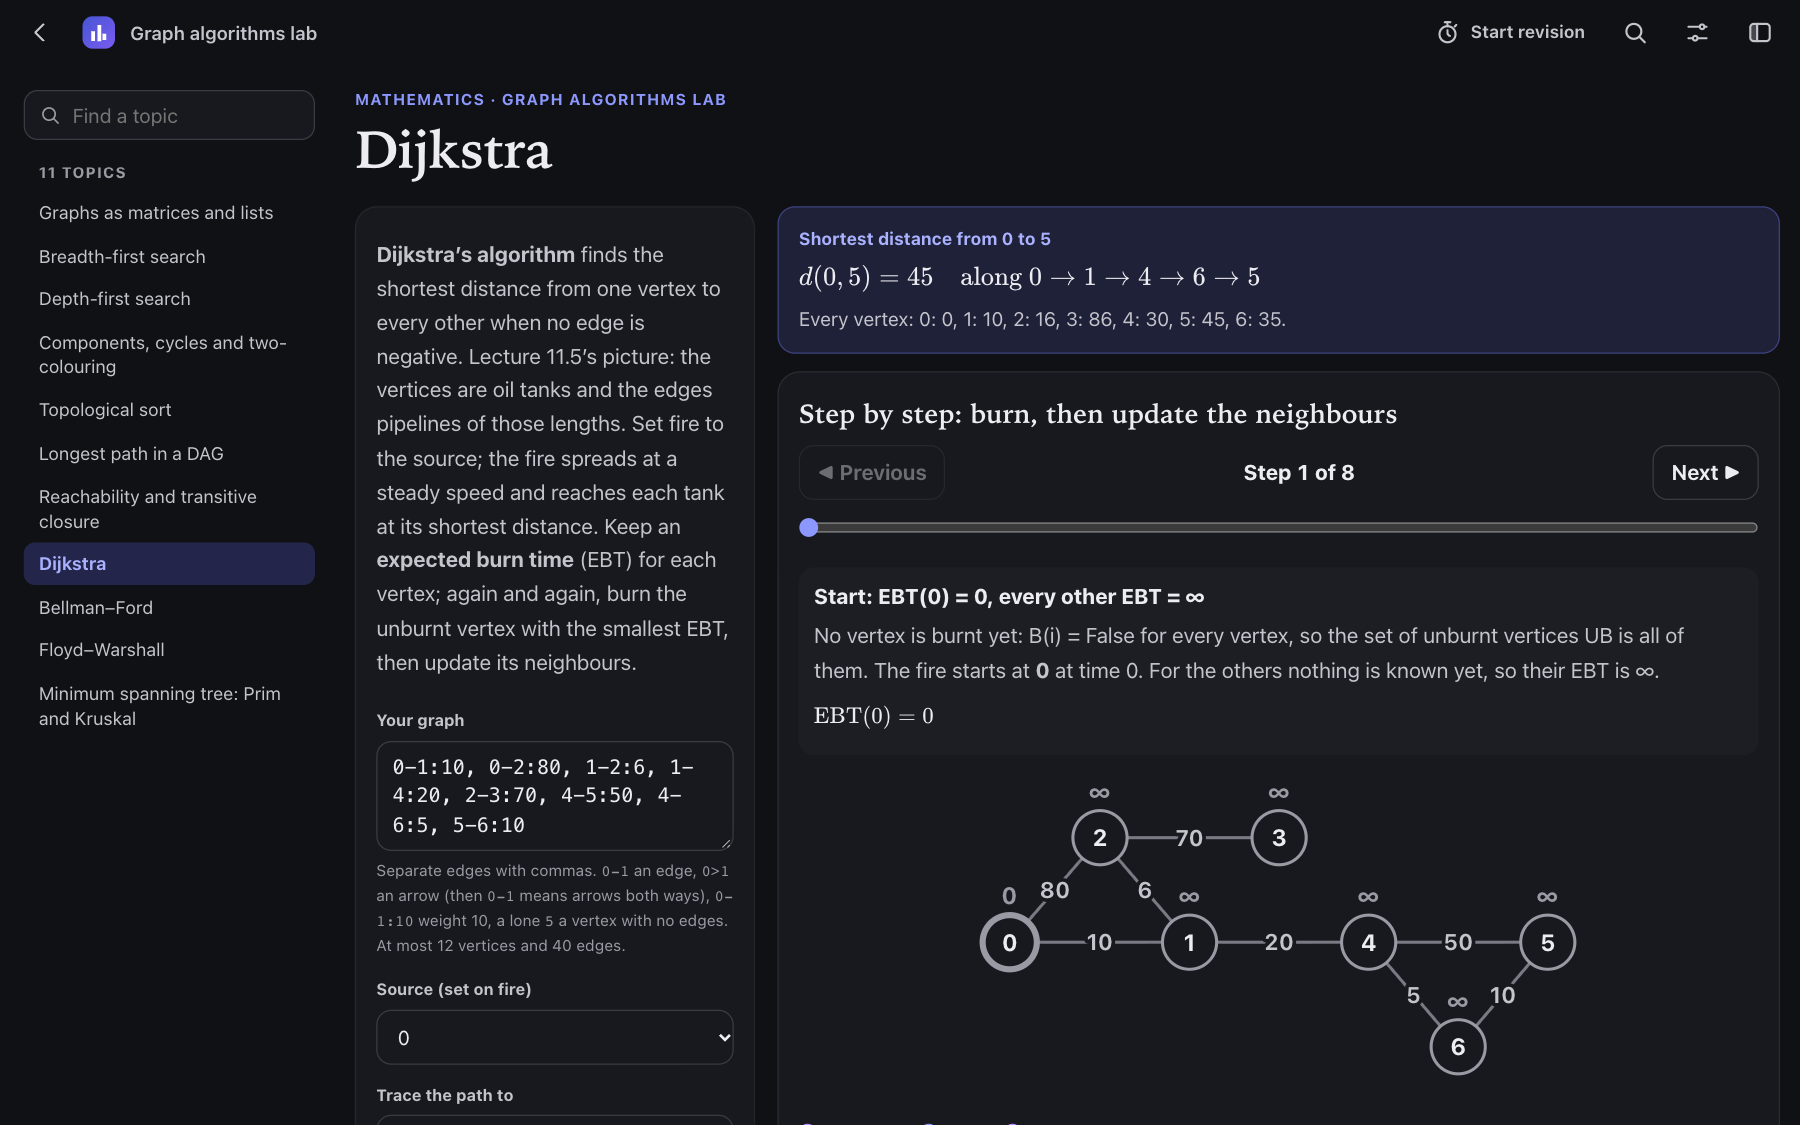 Graph algorithms lab
Start revision
Find a topic
11 TOPICS
Graphs as matrices and lists
Breadth-first search
Depth-first search
Components, cycles and two-
colouring
Topological sort
Longest path in a DAG
Reachability and transitive
closure
Dijkstra
Bellman–Ford
Floyd–Warshall
Minimum spanning tree: Prim
and Kruskal
MATHEMATICS · GRAPH ALGORITHMS LAB
Dijkstra
Dijkstra’s algorithm finds the
shortest distance from one vertex to
every other when no edge is
negative. Lecture 11.5’s picture: the
vertices are oil tanks and the edges
pipelines of those lengths. Set fire to
the source; the fire spreads at a
steady speed and reaches each tank
at its shortest distance. Keep an
expected burn time (EBT) for each
vertex; again and again, burn the
unburnt vertex with the smallest EBT,
then update its neighbours.
Your graph
0-1:10, 0-2:80, 1-2:6, 1-
4:20, 2-3:70, 4-5:50, 4-
6:5, 5-6:10
Separate edges with commas. 0-1 an edge, 0>1
an arrow (then 0-1 means arrows both ways), 0-
1:10 weight 10, a lone 5 a vertex with no edges.
At most 12 vertices and 40 edges.
Source (set on fire)
0
Trace the path to
Shortest distance from 0 to 5
d(0, 5) = 45 along 0 → 1 → 4 → 6 → 5
Every vertex: 0: 0, 1: 10, 2: 16, 3: 86, 4: 30, 5: 45, 6: 35.
Step by step: burn, then update the neighbours
◀ Previous
Step 1 of 8
Next ▶
Start: EBT(0) = 0, every other EBT = ∞
No vertex is burnt yet: B(i) = False for every vertex, so the set of unburnt vertices UB is all of
them. The fire starts at 0 at time 0. For the others nothing is known yet, so their EBT is ∞.
EBT(0) = 0
∞ ∞
2 70 3
0 80 6 ∞ ∞ ∞
0 10 1 20 4 50 5
5 ∞ 10
6